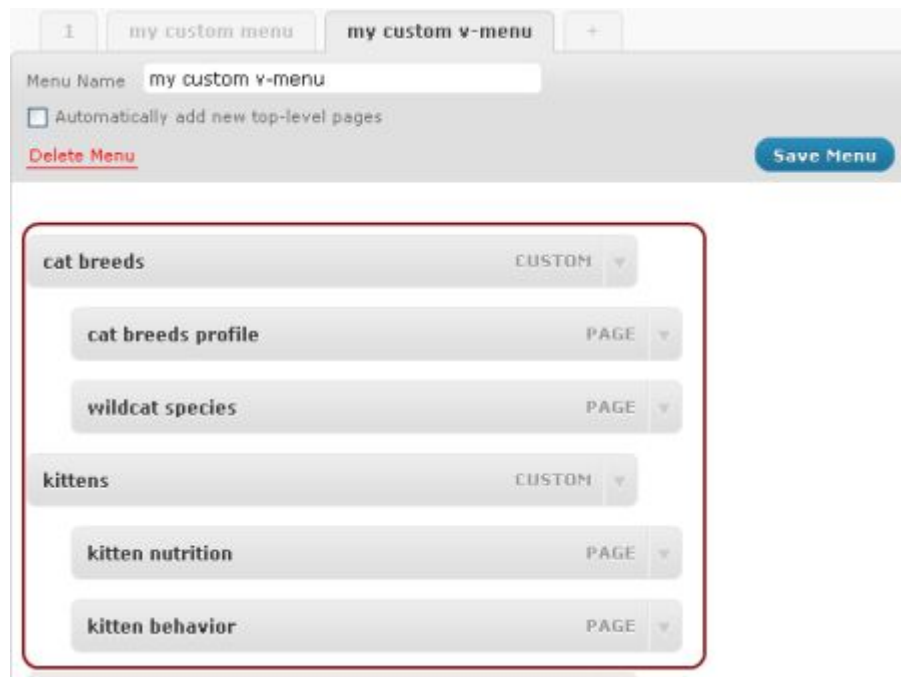 1 my custom menu my custom v-menu +
Menu Name my custom v-menu
Automatically add new top-level pages
Delete Menu Save Menu
cat breeds CUSTOM
cat breeds profile PAGE
wildcat species PAGE
kittens CUSTOM
kitten nutrition PAGE
kitten behavior PAGE